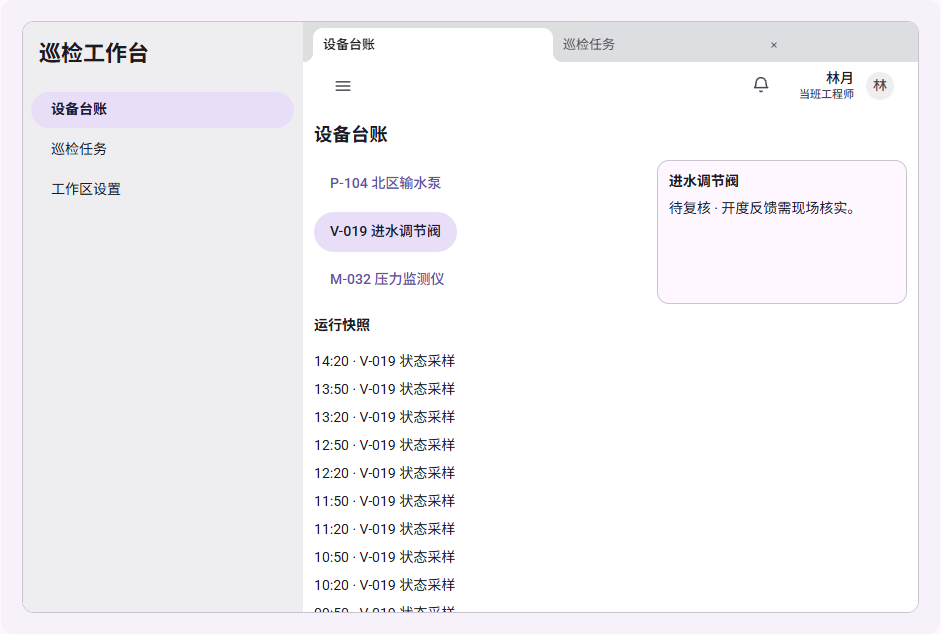 巡检工作台
设备台账
巡检任务
工作区设置
设备台账
巡检任务 ×
林月
当班工程师
林
设备台账
P-104 北区输水泵
V-019 进水调节阀
M-032 压力监测仪
进水调节阀
待复核 · 开度反馈需现场核实。
运行快照
14:20 · V-019 状态采样
13:50 · V-019 状态采样
13:20 · V-019 状态采样
12:50 · V-019 状态采样
12:20 · V-019 状态采样
11:50 · V-019 状态采样
11:20 · V-019 状态采样
10:50 · V-019 状态采样
10:20 · V-019 状态采样
09:50 · V-019 状态采样